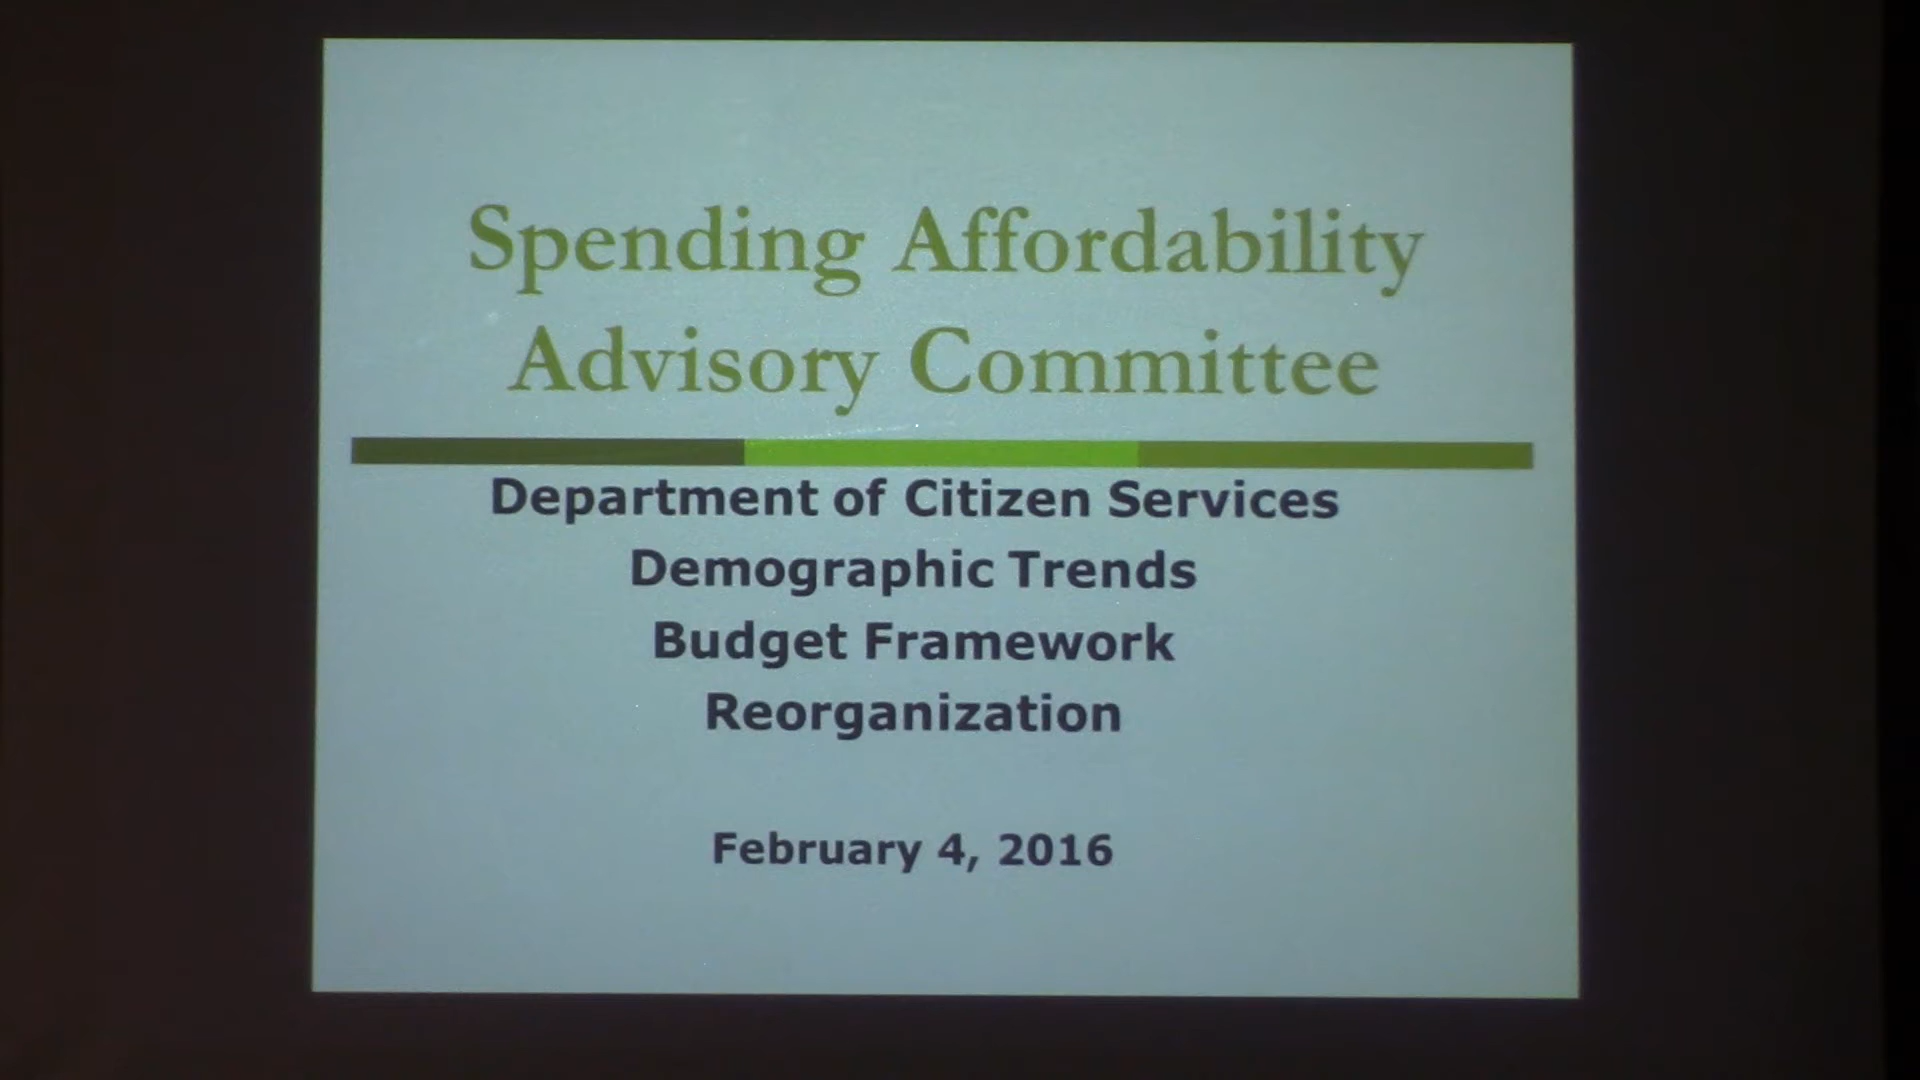 Spending Affordability
Advisory Committee
Department of Citizen Services
Demographic Trends
Budget Framework
Reorganization
February 4, 2016